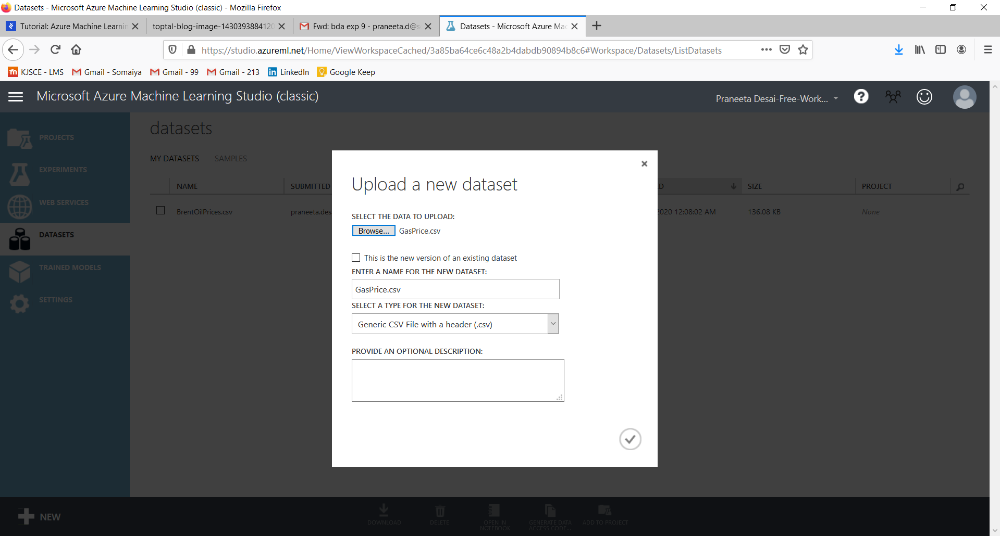 Datasets - Microsoft Azure Machine Learning Studio (classic) - Mozilla Firefox
Tutorial: Azure Machine Learnin
toptal-blog-image-1430393884120
Fwd: bda exp 9 - praneeta.d@s
Datasets - Microsoft Azure Mac
https://studio.azureml.net/Home/ViewWorkspaceCached/3a85ba64ce6c48a2b4dabdb90894b8c6#Workspace/Datasets/ListDatasets
KJSCE - LMS Gmail - Somaiya Gmail - 99 Gmail - 213 LinkedIn Google Keep
Microsoft Azure Machine Learning Studio (classic)
Praneeta Desai-Free-Work...
PROJECTS
EXPERIMENTS
WEB SERVICES
DATASETS
TRAINED MODELS
SETTINGS
datasets
MY DATASETS SAMPLES
NAME SUBMITTED ED SIZE PROJECT
BrentOilPrices.csv praneeta.des 2020 12:08:02 AM 136.08 KB None
Upload a new dataset
SELECT THE DATA TO UPLOAD:
Browse... GasPrice.csv
This is the new version of an existing dataset
ENTER A NAME FOR THE NEW DATASET:
GasPrice.csv
SELECT A TYPE FOR THE NEW DATASET:
Generic CSV File with a header (.csv)
PROVIDE AN OPTIONAL DESCRIPTION:
NEW
DOWNLOAD
DELETE
OPEN IN
NOTEBOOK
GENERATE DATA
ACCESS CODE...
ADD TO PROJECT